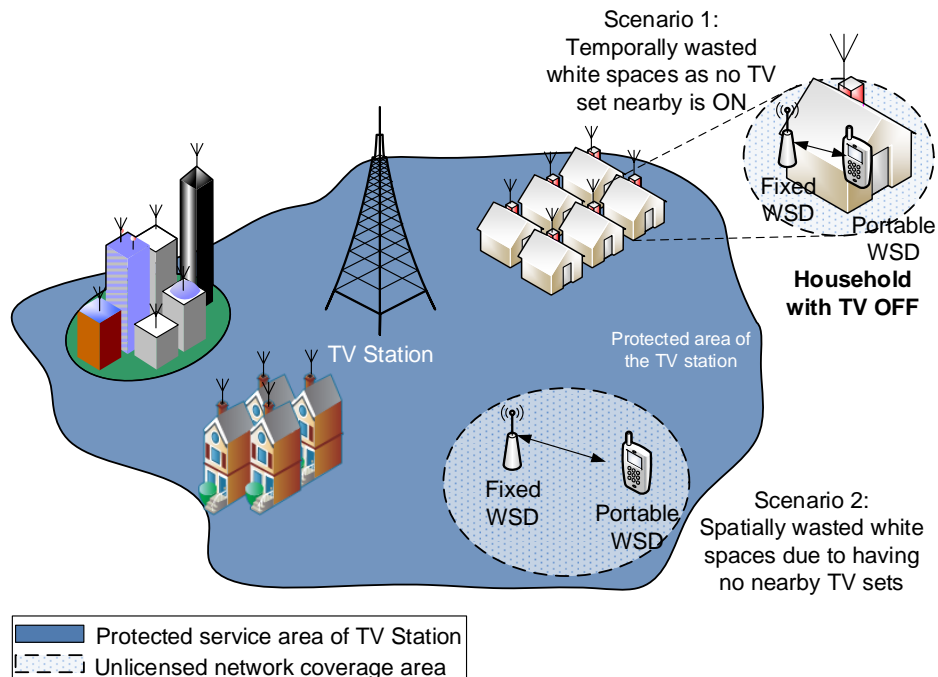 Scenario 1:
Temporally wasted
white spaces as no TV
set nearby is ON
Fixed
WSD
Portable
WSD
Household
with TV OFF
TV Station
Protected area of
the TV station
Fixed
WSD
Portable
WSD
Scenario 2:
Spatially wasted white
spaces due to having
no nearby TV sets
Protected service area of TV Station
Unlicensed network coverage area